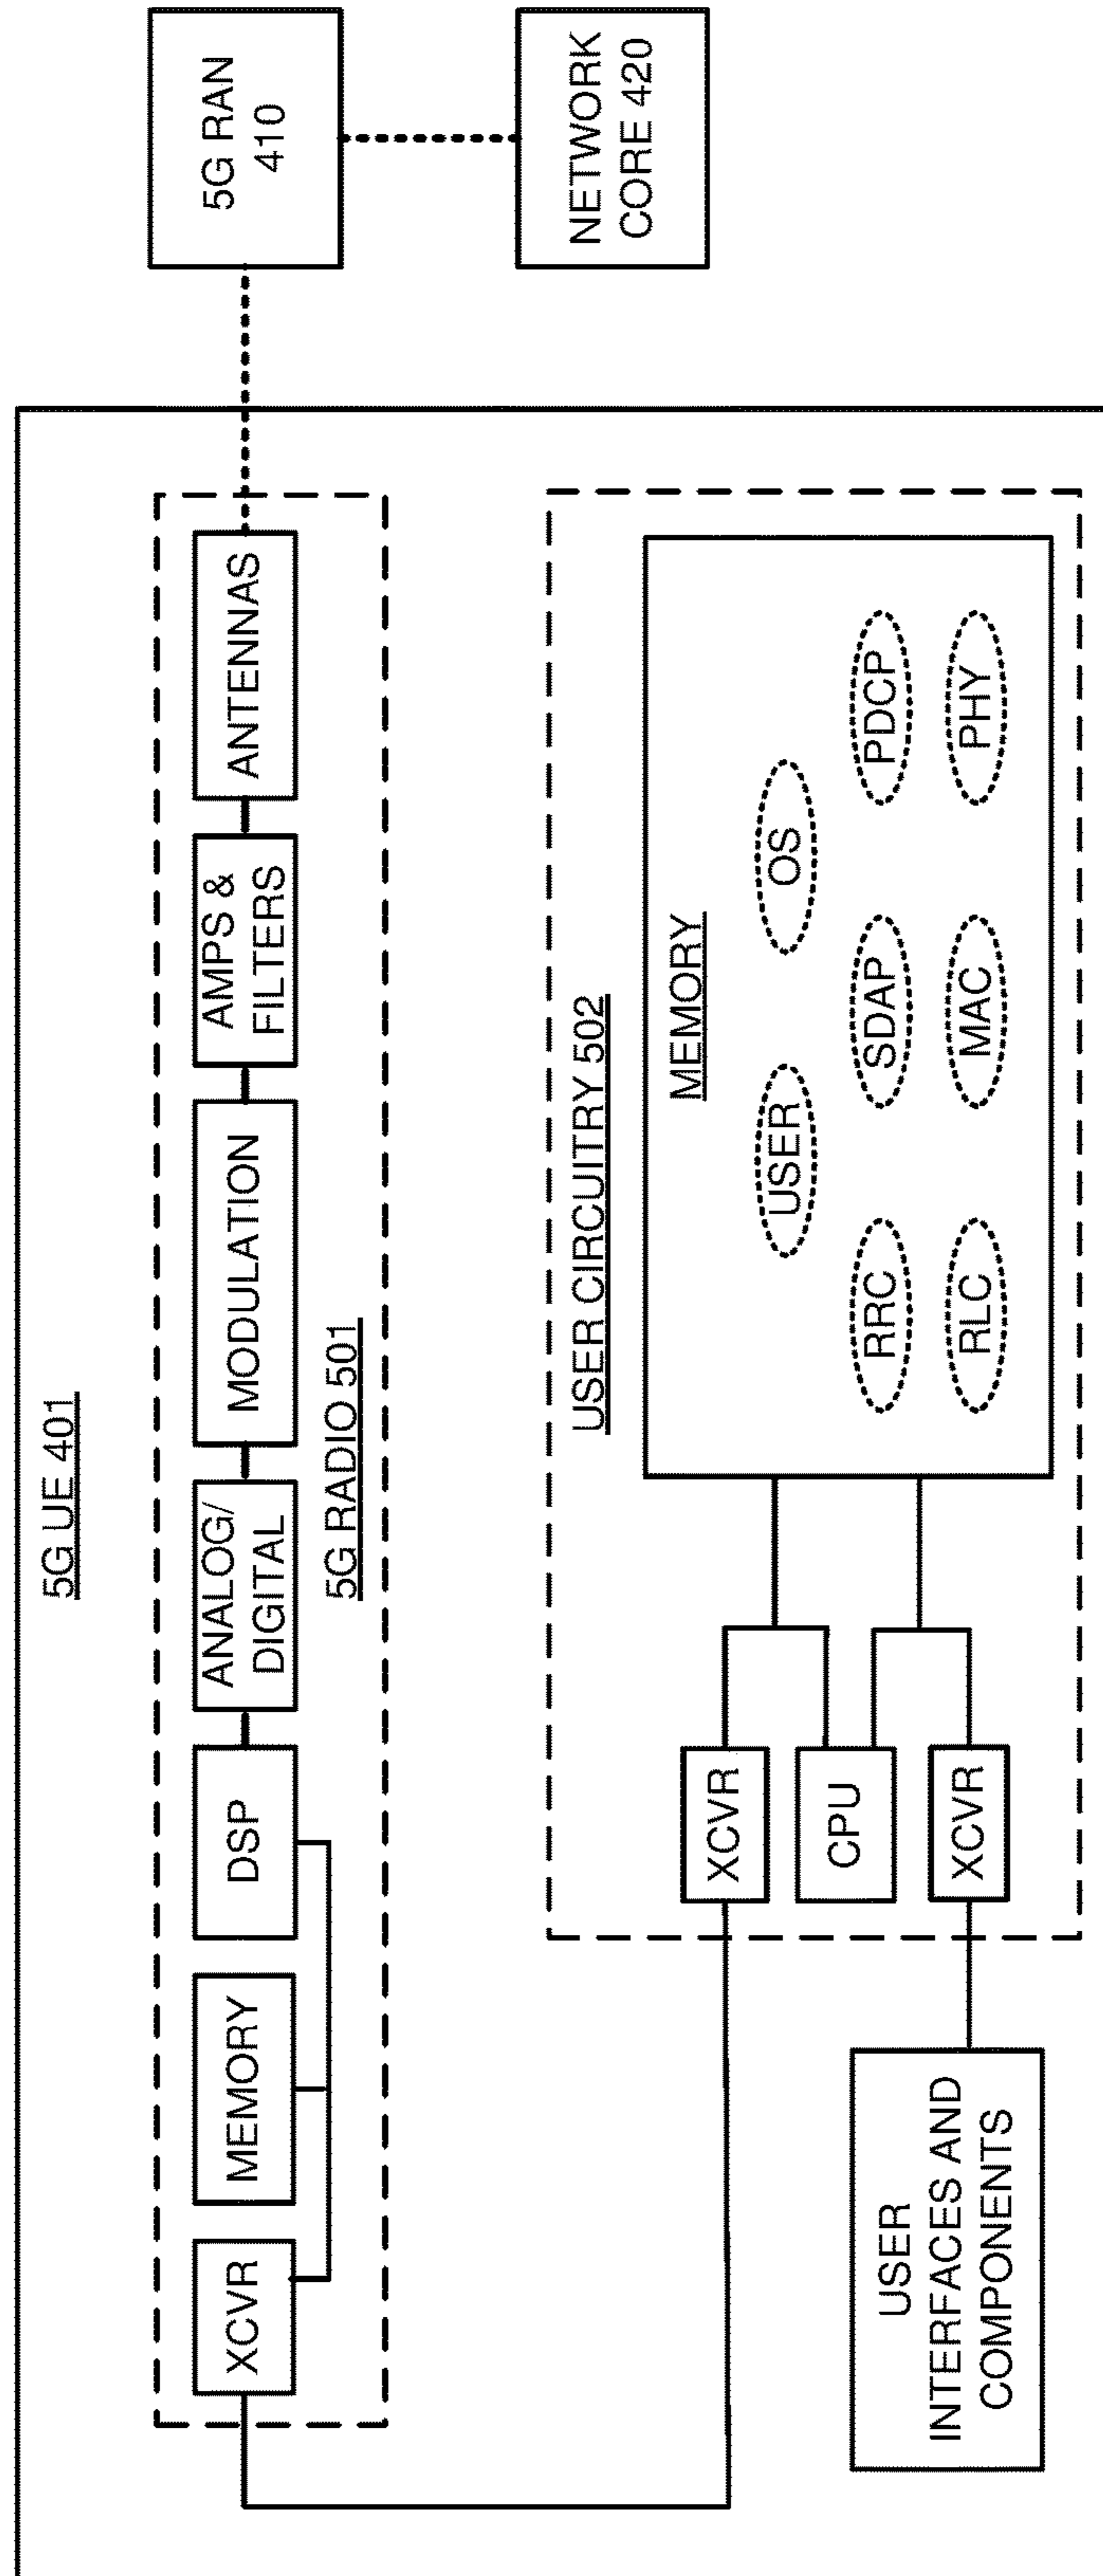 5G UE 401
XCVR
MEMORY
DSP
ANALOG/
DIGITAL
MODULATION
AMPS &
FILTERS
ANTENNAS
5G RADIO 501
5G RAN
410
NETWORK
CORE 420
USER CIRCUITRY 502
XCVR
CPU
XCVR
MEMORY
USER
OS
RRC
SDAP
PDCP
RLC
MAC
PHY
USER
INTERFACES AND
COMPONENTS